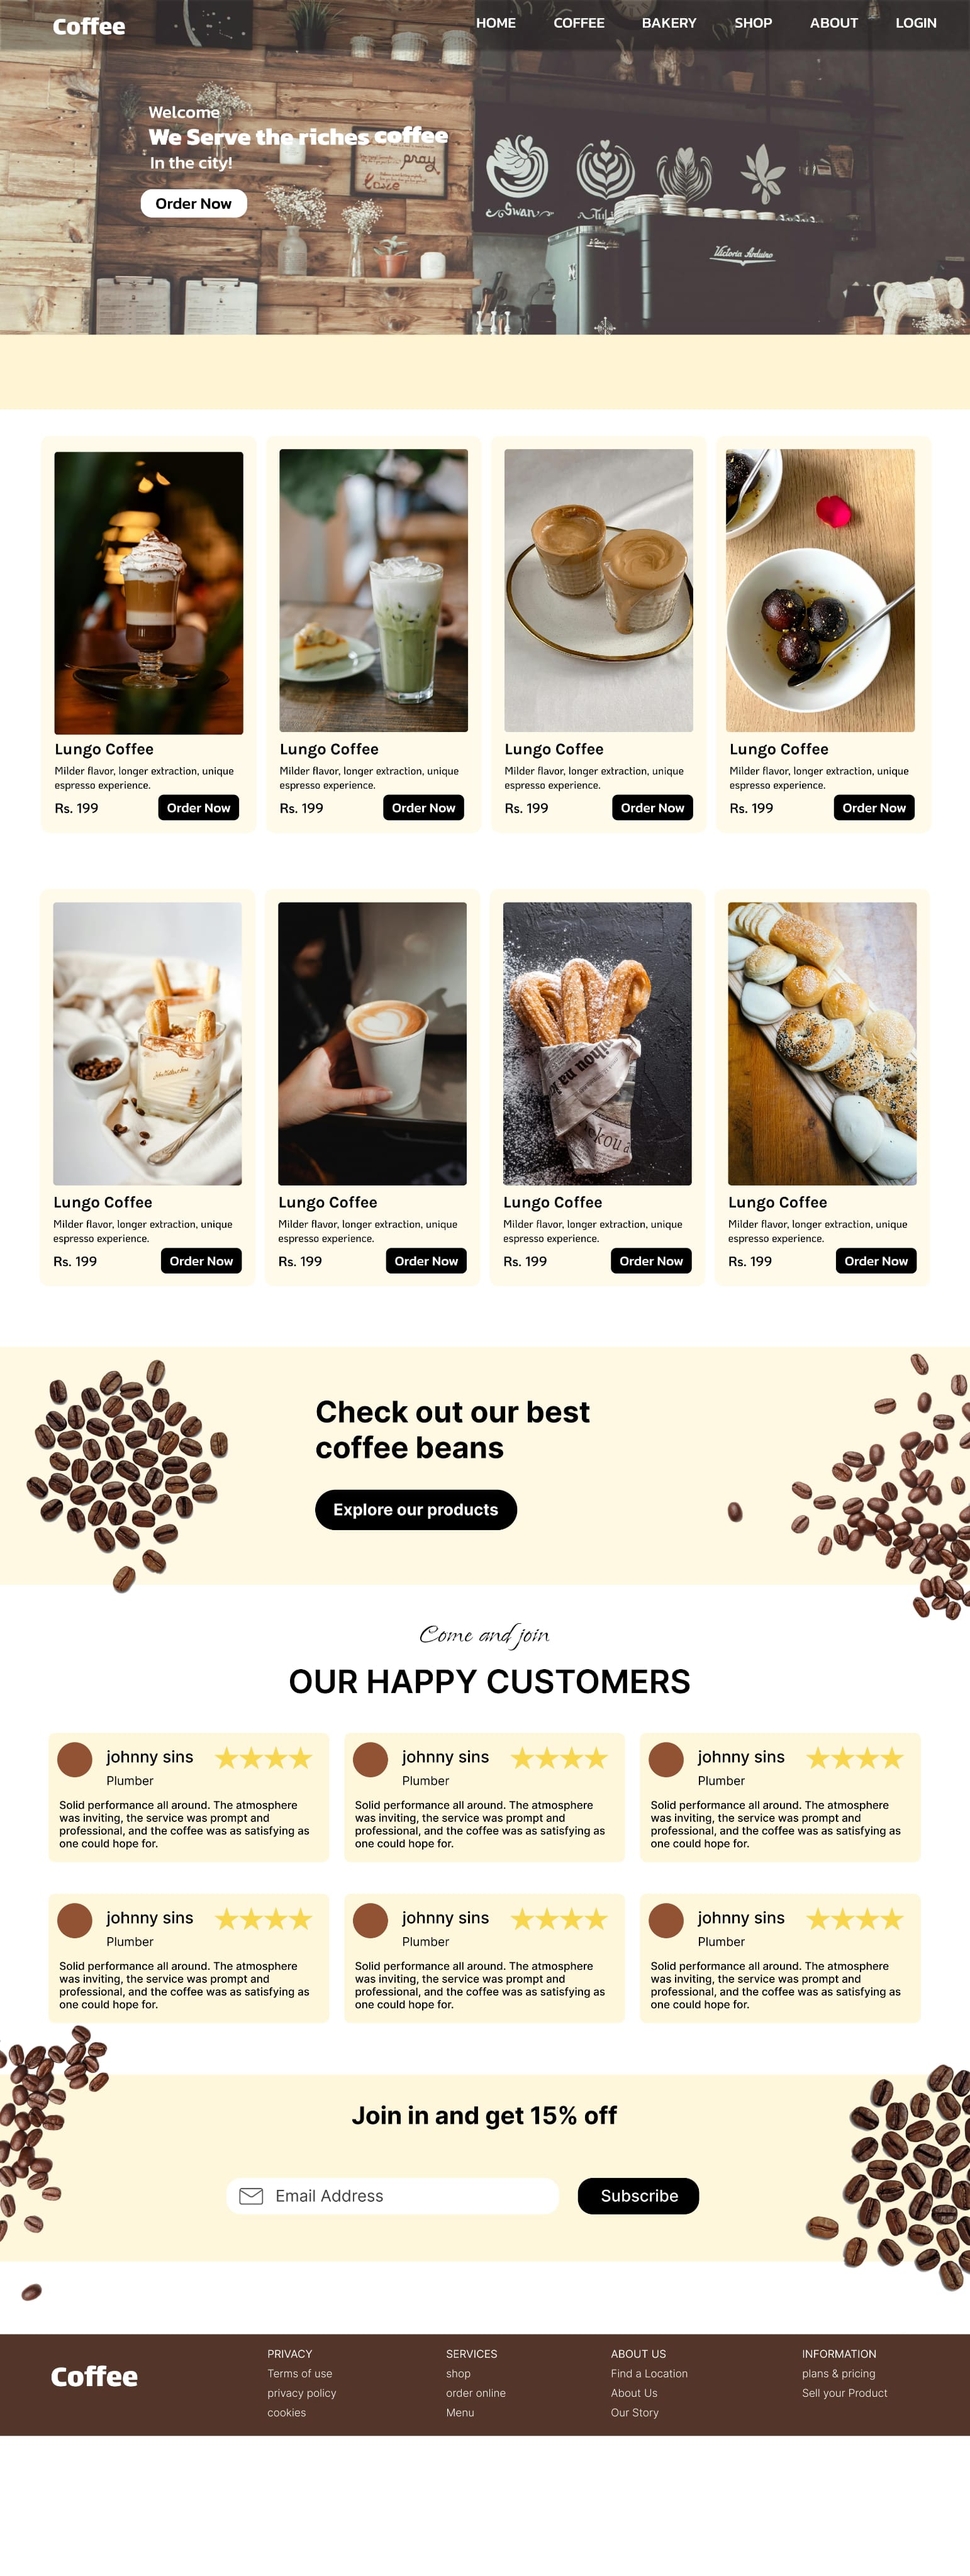 Coffee
HOME COFFEE BAKERY SHOP ABOUT LOGIN
Welcome
We Serve the riches coffee
In the city!
Order Now
pray
love
Swan
Victoria Arduino
Lungo Coffee
Milder flavor, longer extraction, unique
espresso experience.
Rs. 199 Order Now
Lungo Coffee
Milder flavor, longer extraction, unique
espresso experience.
Rs. 199 Order Now
Lungo Coffee
Milder flavor, longer extraction, unique
espresso experience.
Rs. 199 Order Now
Lungo Coffee
Milder flavor, longer extraction, unique
espresso experience.
Rs. 199 Order Now
Lungo Coffee
Milder flavor, longer extraction, unique
espresso experience.
Rs. 199 Order Now
Lungo Coffee
Milder flavor, longer extraction, unique
espresso experience.
Rs. 199 Order Now
Lungo Coffee
Milder flavor, longer extraction, unique
espresso experience.
Rs. 199 Order Now
Lungo Coffee
Milder flavor, longer extraction, unique
espresso experience.
Rs. 199 Order Now
Check out our best
coffee beans
Explore our products
Come and join
OUR HAPPY CUSTOMERS
johnny sins
Plumber
Solid performance all around. The atmosphere
was inviting, the service was prompt and
professional, and the coffee was as satisfying as
one could hope for.
johnny sins
Plumber
Solid performance all around. The atmosphere
was inviting, the service was prompt and
professional, and the coffee was as satisfying as
one could hope for.
johnny sins
Plumber
Solid performance all around. The atmosphere
was inviting, the service was prompt and
professional, and the coffee was as satisfying as
one could hope for.
johnny sins
Plumber
Solid performance all around. The atmosphere
was inviting, the service was prompt and
professional, and the coffee was as satisfying as
one could hope for.
johnny sins
Plumber
Solid performance all around. The atmosphere
was inviting, the service was prompt and
professional, and the coffee was as satisfying as
one could hope for.
johnny sins
Plumber
Solid performance all around. The atmosphere
was inviting, the service was prompt and
professional, and the coffee was as satisfying as
one could hope for.
Join in and get 15% off
Email Address
Subscribe
Coffee
PRIVACY
Terms of use
privacy policy
cookies
SERVICES
shop
order online
Menu
ABOUT US
Find a Location
About Us
Our Story
INFORMATION
plans & pricing
Sell your Product